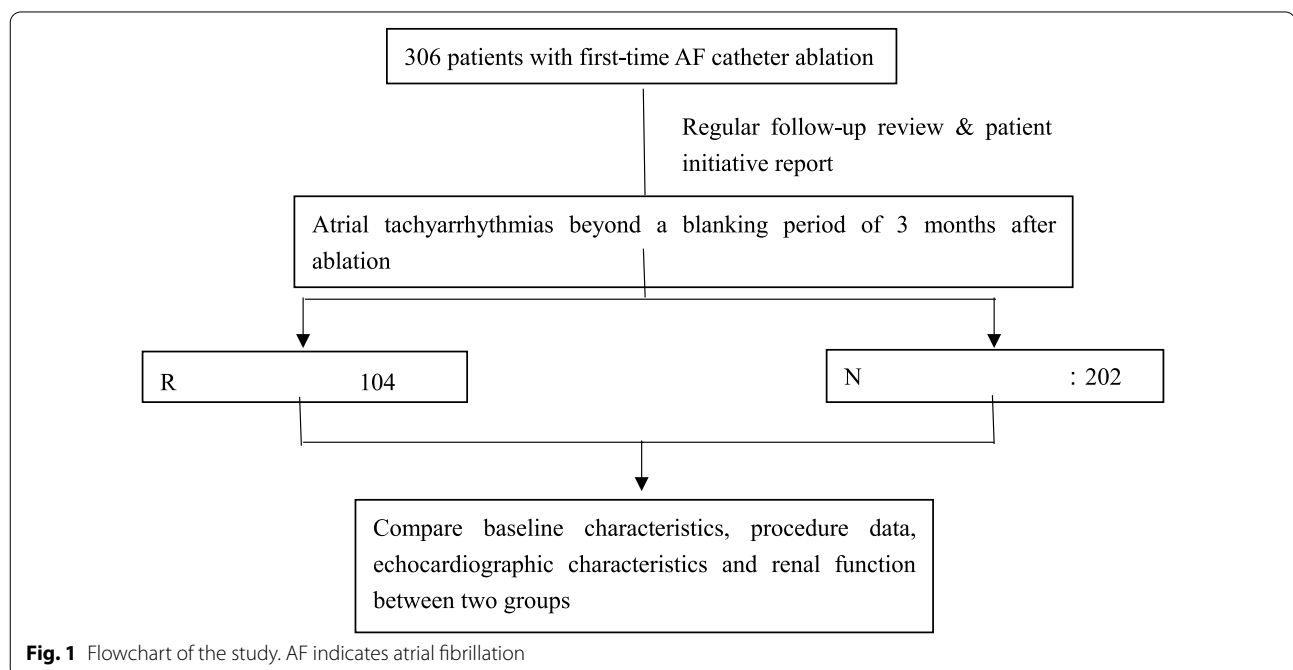 306 patients with first-time AF catheter ablation
Regular follow-up review & patient
initiative report
Atrial tachyarrhythmias beyond a blanking period of 3 months after
ablation
R 104
N : 202
Compare baseline characteristics, procedure data,
echocardiographic characteristics and renal function
between two groups
Fig. 1 Flowchart of the study. AF indicates atrial fibrillation